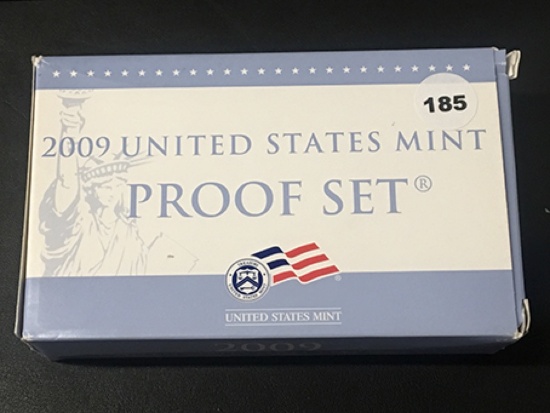 185
2009 UNITED STATES MINT
PROOF SET®
UNITED STATES MINT
2009